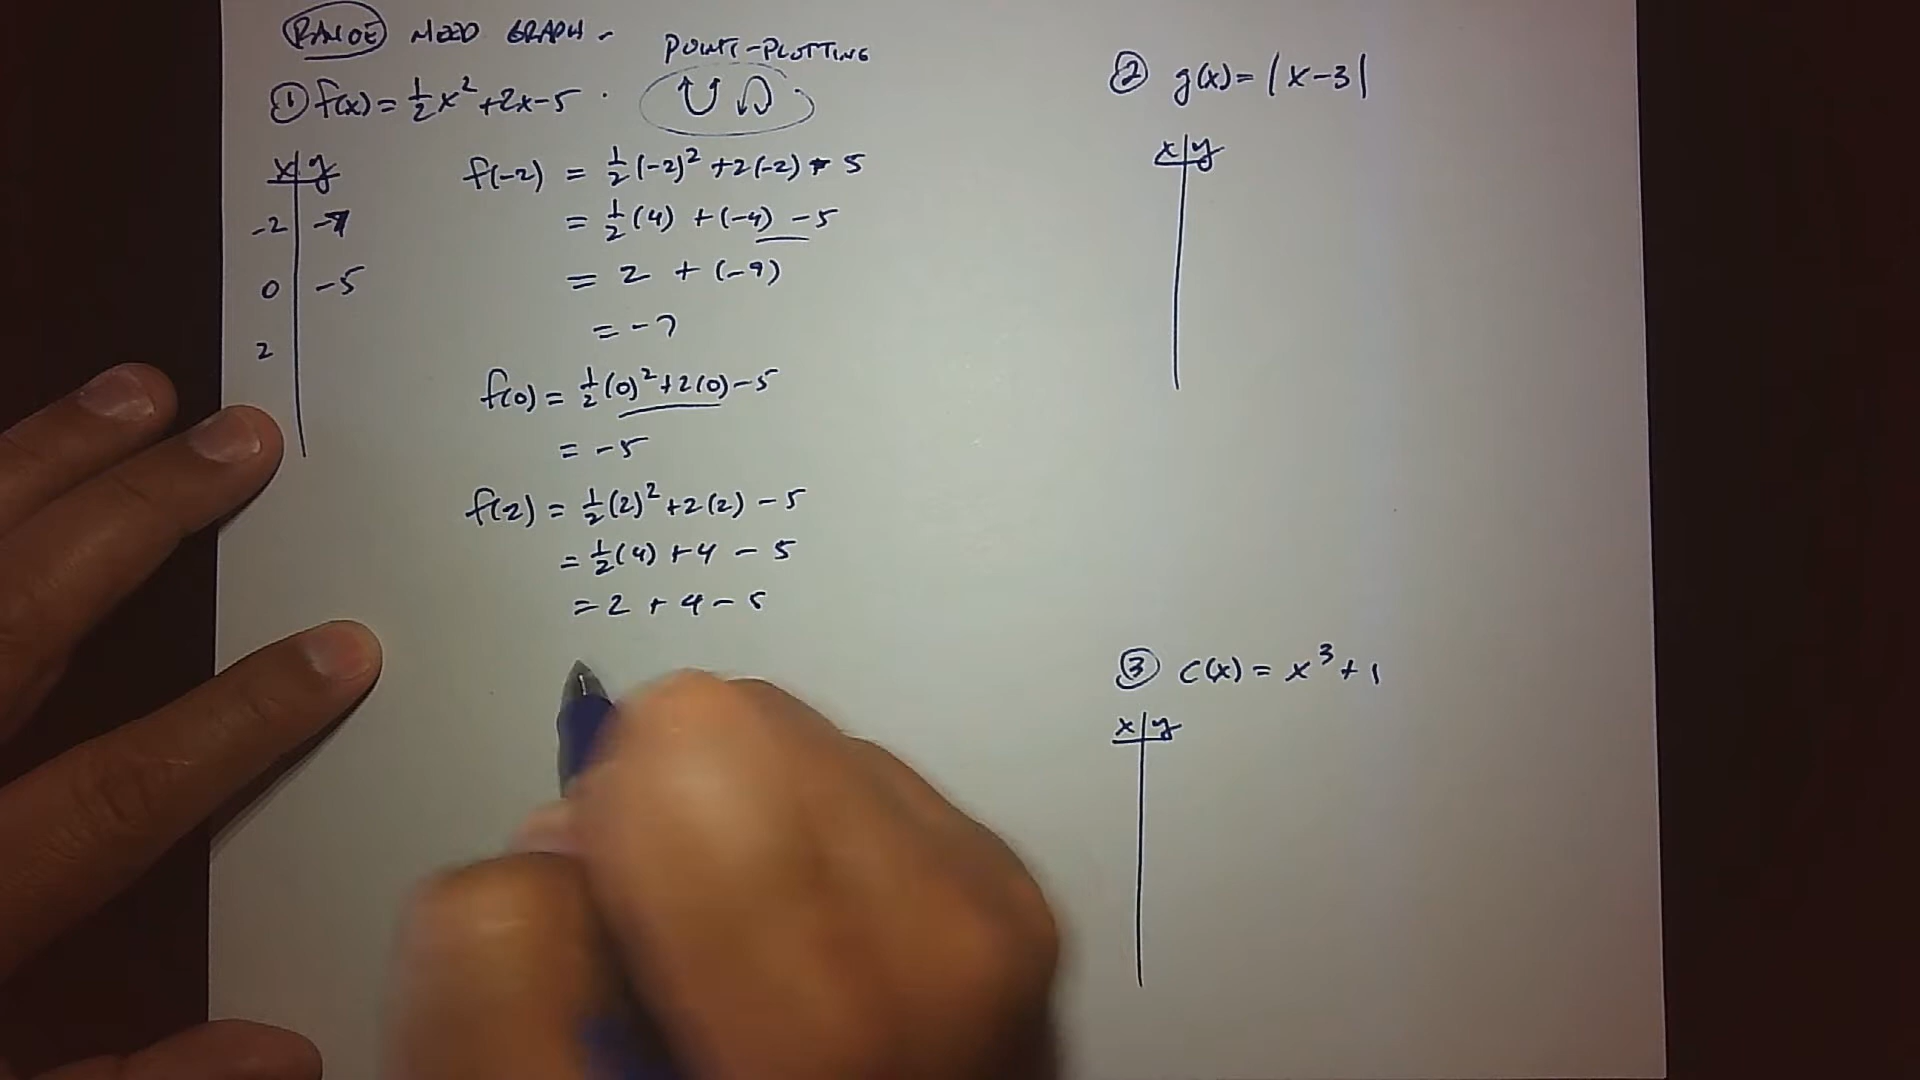 RANGE NEED GRAPH - POINT-PLOTTING
① f(x) = ½x² + 2x - 5 .
x | y
-2 | -7
0 | -5
2 |
f(-2) = ½(-2)² + 2(-2) - 5
= ½(4) + (-4) - 5
= 2 + (-9)
= -7
f(0) = ½(0)² + 2(0) - 5
= -5
f(2) = ½(2)² + 2(2) - 5
= ½(4) + 4 - 5
= 2 + 4 - 5
② g(x) = |x - 3|
x | y
③ c(x) = x³ + 1
x | y